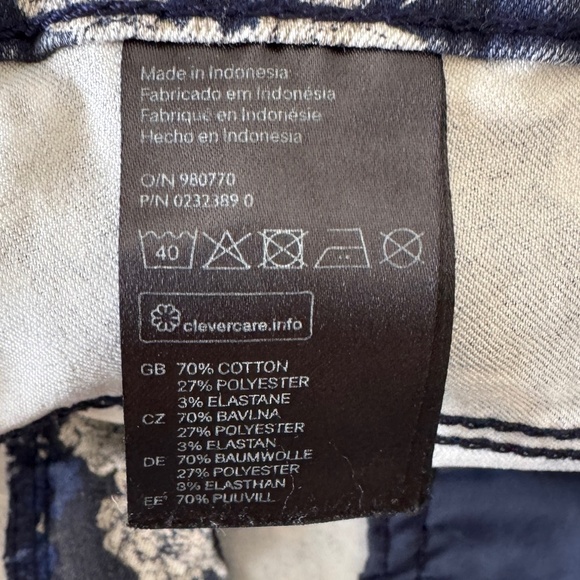 Made in Indonesia
Fabricado em Indonésia
Fabriqué en Indonésie
Hecho en Indonesia
O/N 980770
P/N 0232389 0
40
clevercare.info
GB 70% COTTON
27% POLYESTER
3% ELASTANE
CZ 70% BAVLNA
27% POLYESTER
3% ELASTAN
DE 70% BAUMWOLLE
27% POLYESTER
3% ELASTHAN
EE 70% PUUVILL